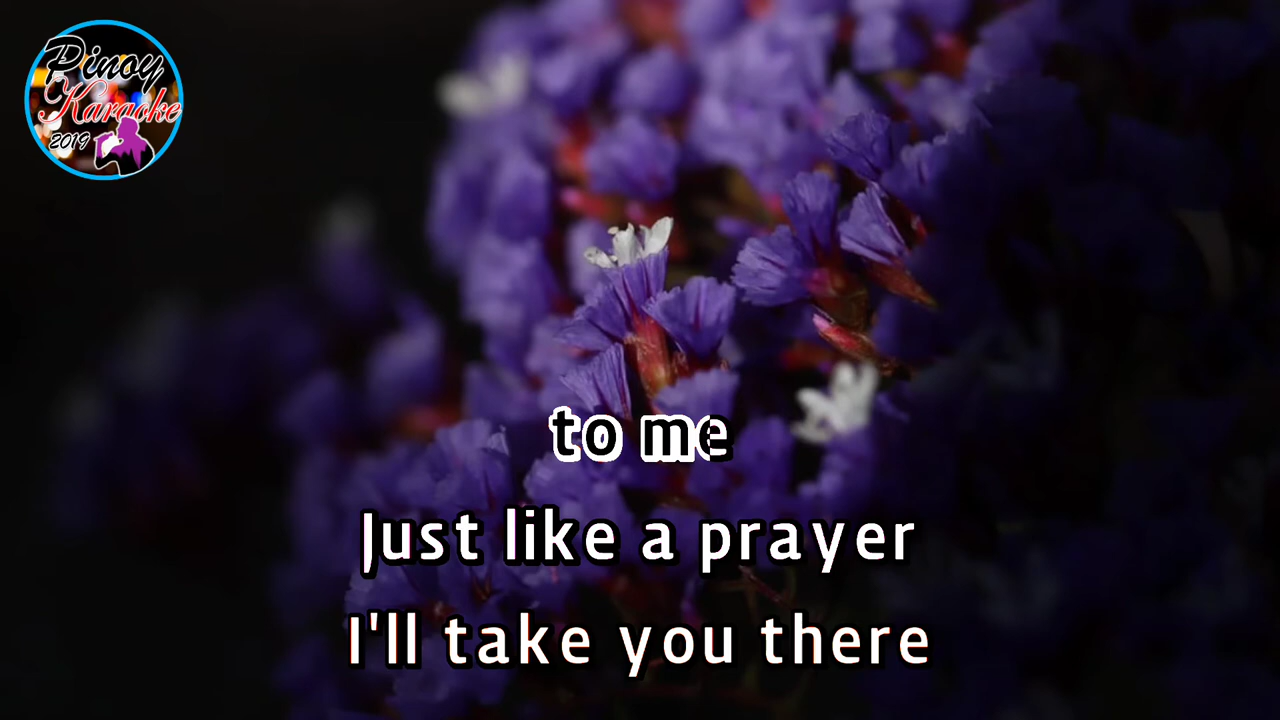 Pinoy
Karaoke
2019
to me
Just like a prayer
I'll take you there